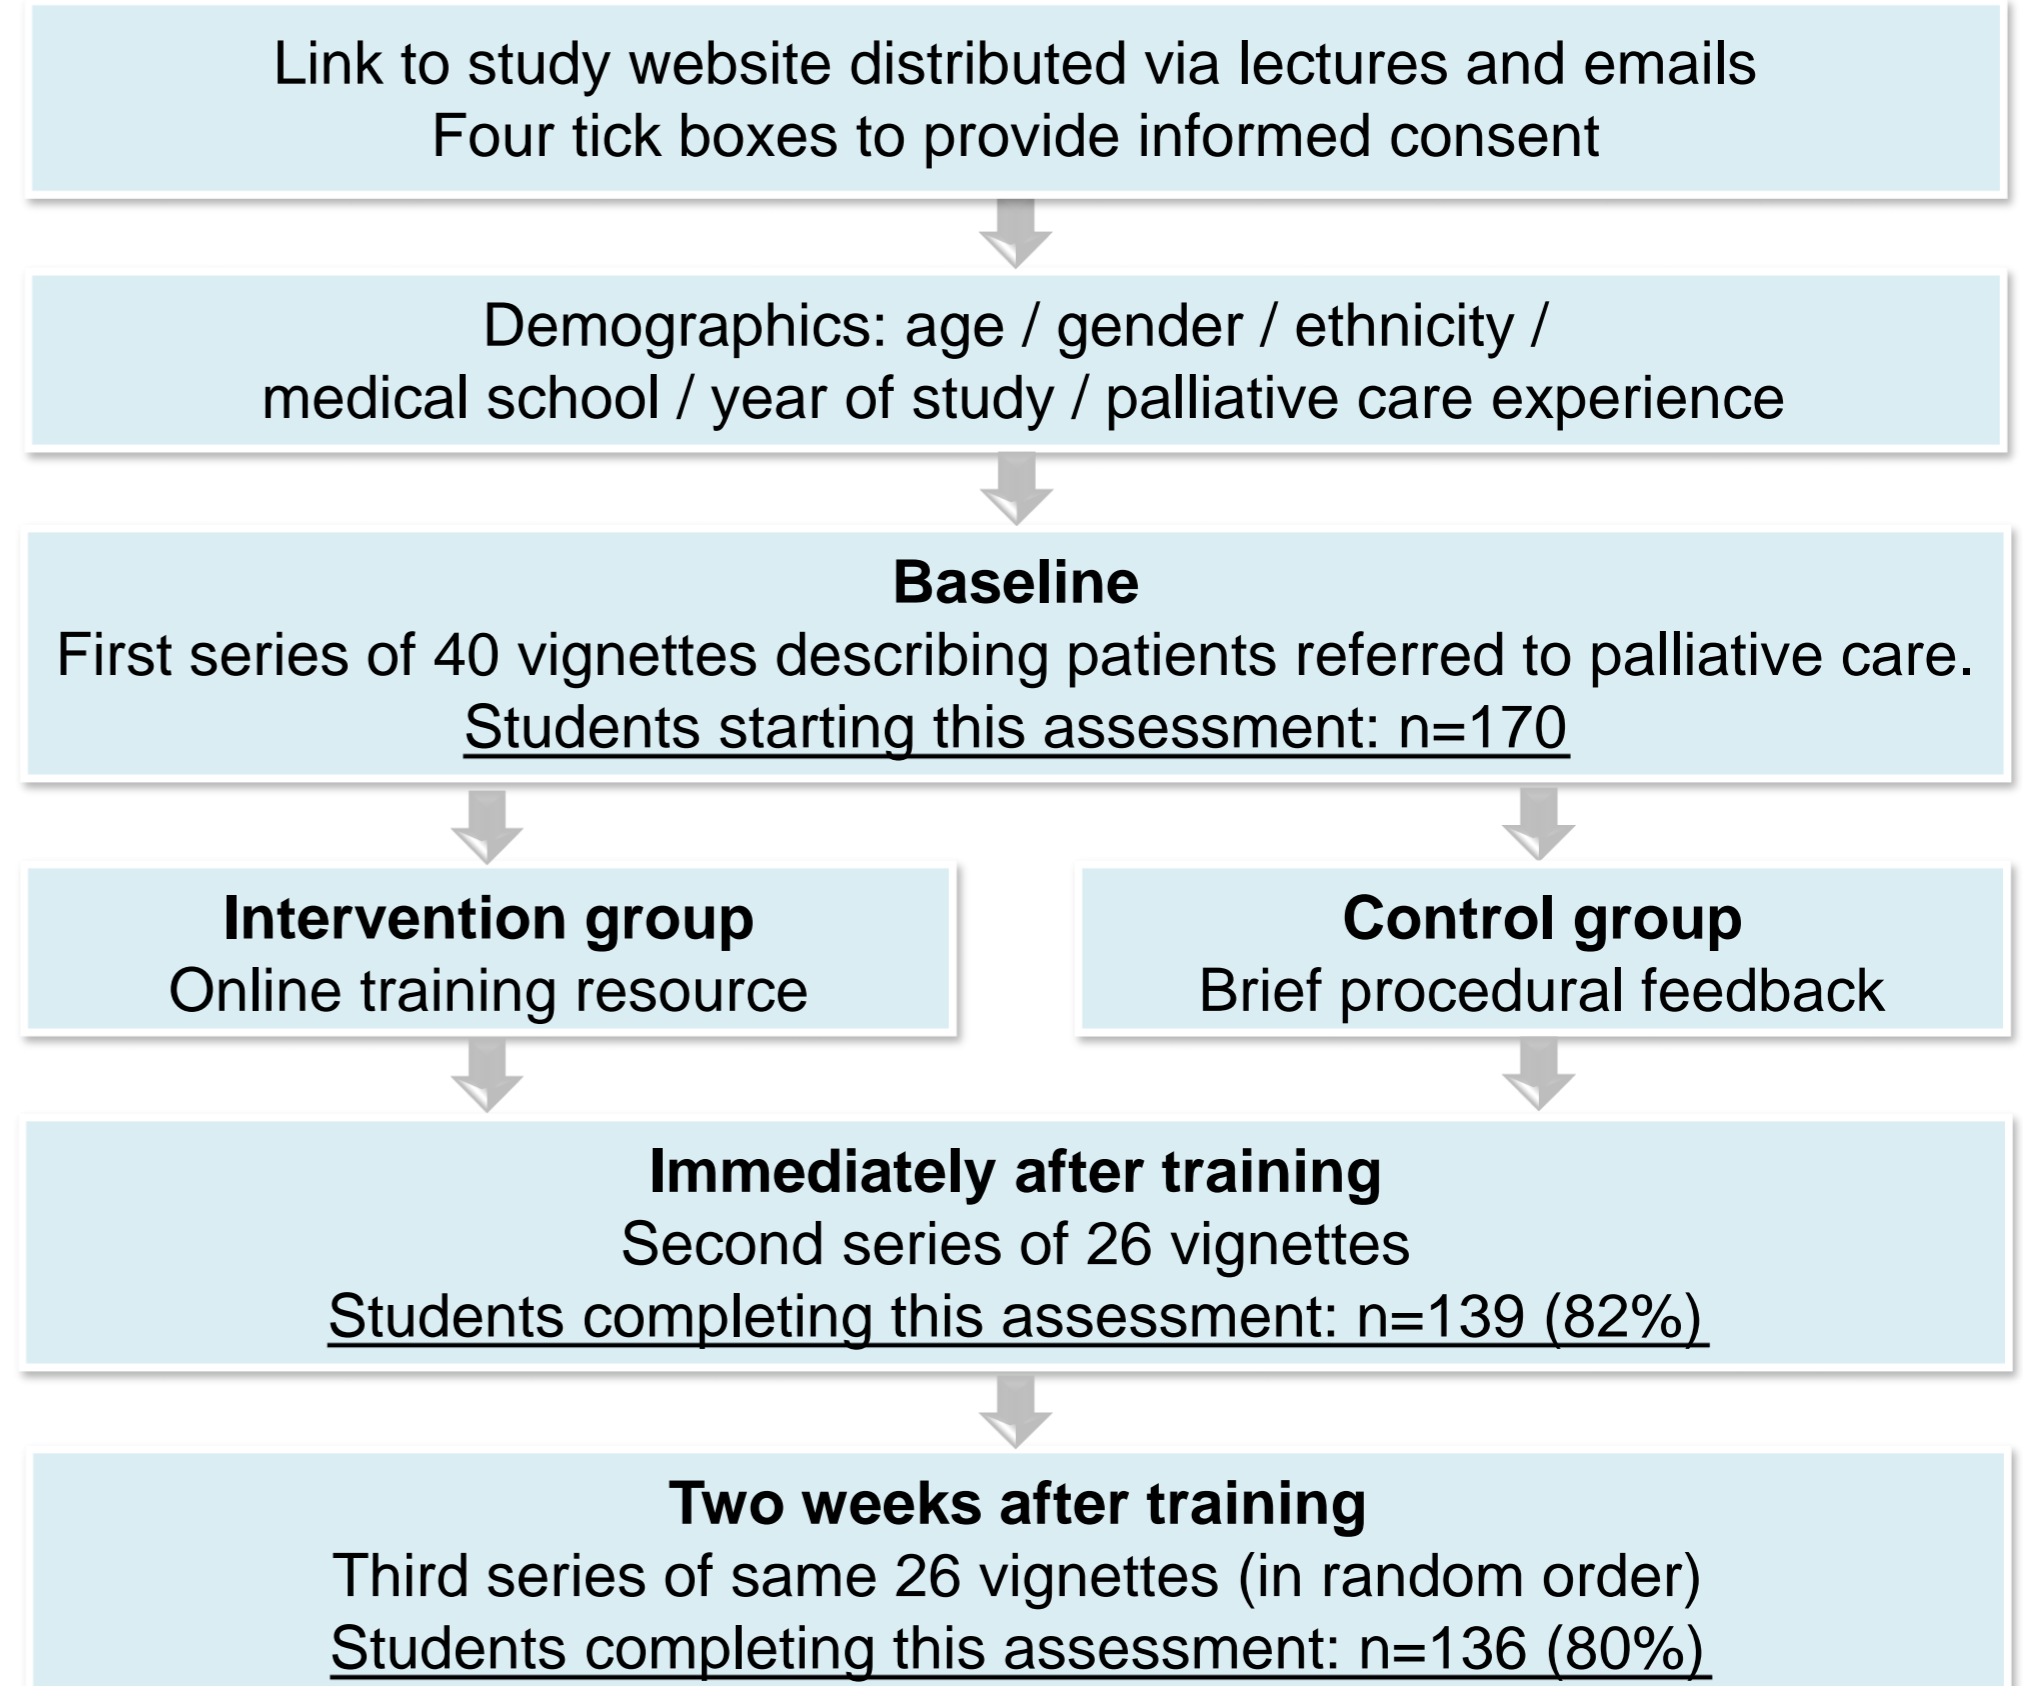 Link to study website distributed via lectures and emails
Four tick boxes to provide informed consent
Demographics: age / gender / ethnicity /
medical school / year of study / palliative care experience
Baseline
First series of 40 vignettes describing patients referred to palliative care.
Students starting this assessment: n=170
Intervention group
Online training resource
Control group
Brief procedural feedback
Immediately after training
Second series of 26 vignettes
Students completing this assessment: n=139 (82%)
Two weeks after training
Third series of same 26 vignettes (in random order)
Students completing this assessment: n=136 (80%)